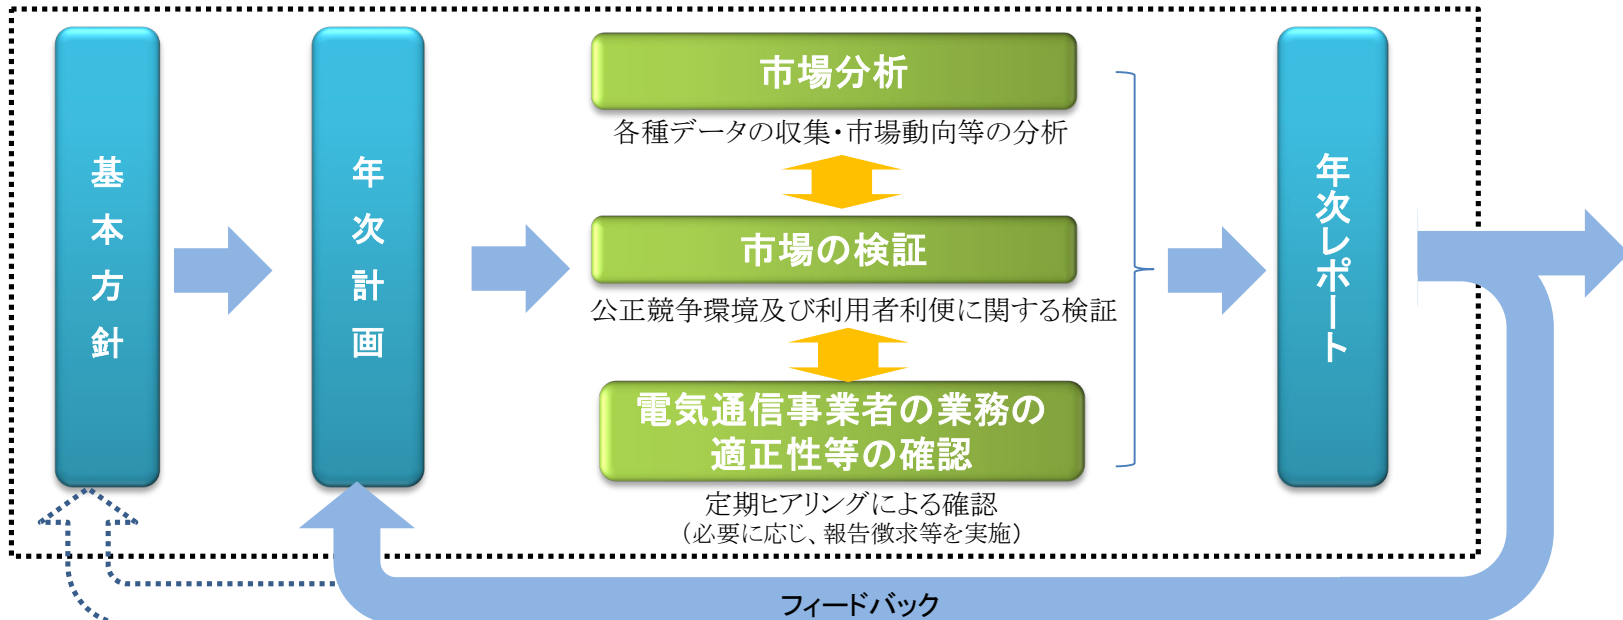 基本方針
年次計画
市場分析
各種データの収集・市場動向等の分析
市場の検証
公正競争環境及び利用者利便に関する検証
電気通信事業者の業務の
適正性等の確認
定期ヒアリングによる確認
（必要に応じ、報告徴求等を実施）
年次レポート
フィードバック